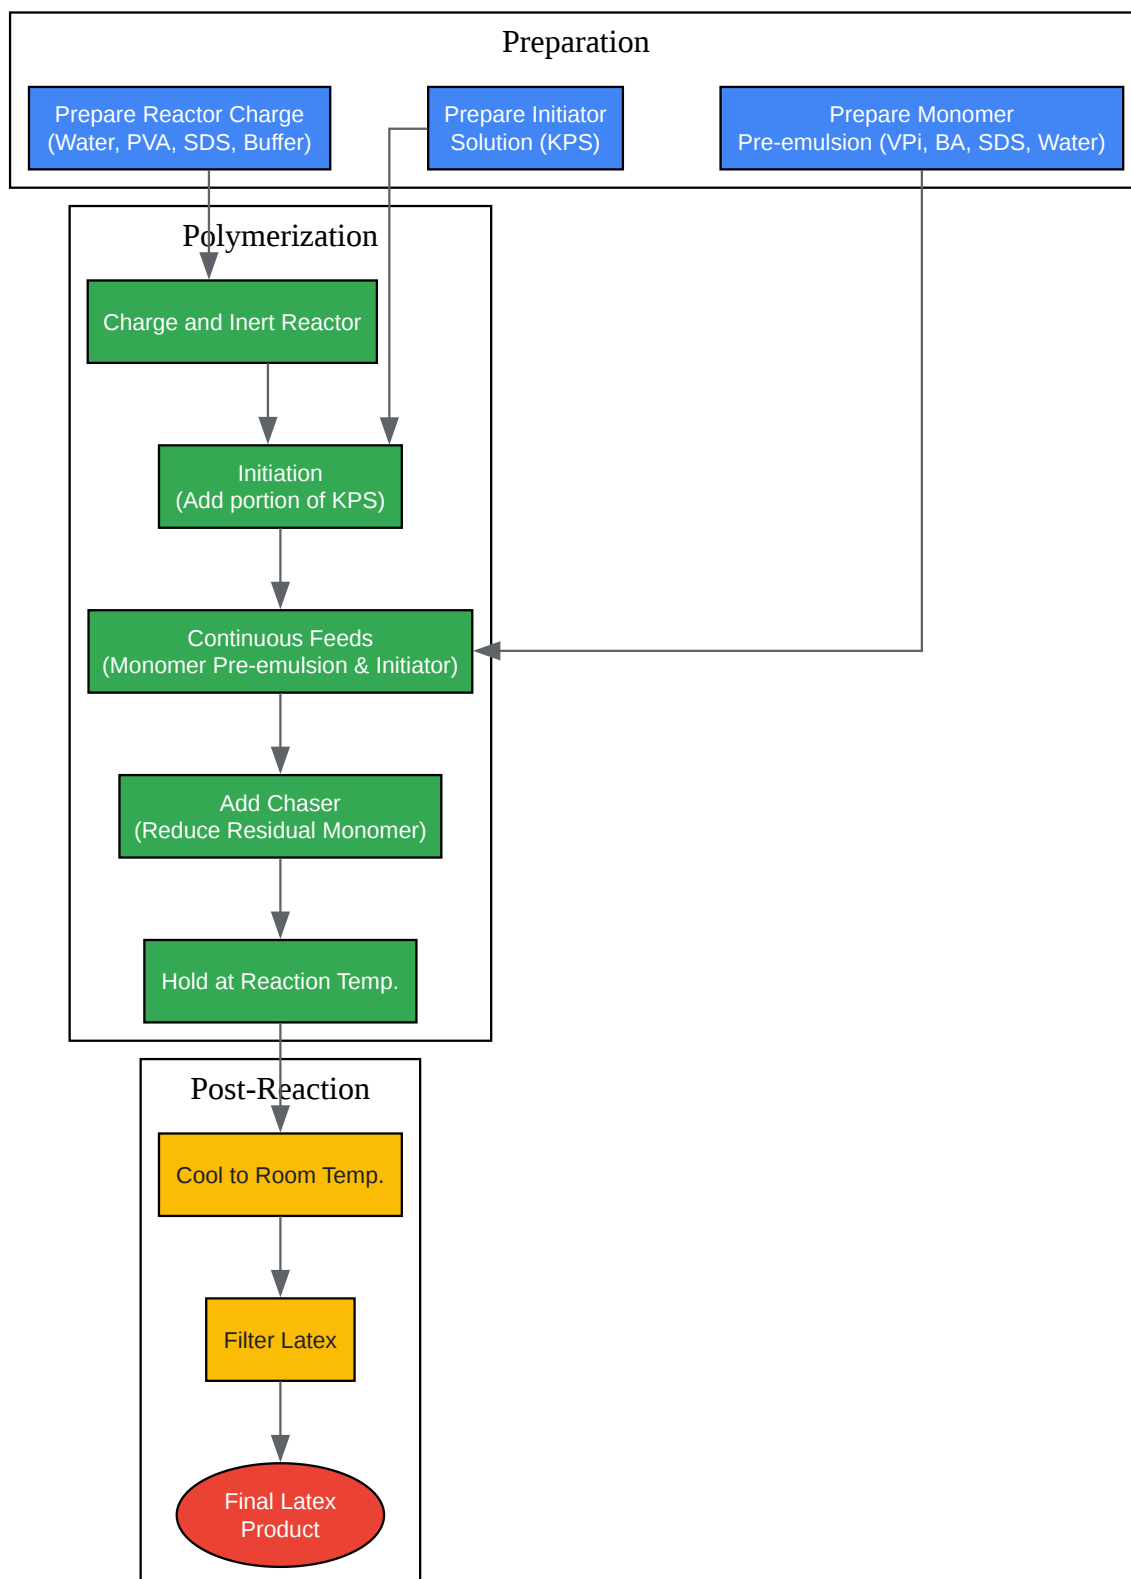 Preparation
Prepare Reactor Charge
(Water, PVA, SDS, Buffer)
Prepare Initiator
Solution (KPS)
Prepare Monomer
Pre-emulsion (VPi, BA, SDS, Water)
Polymerization
Charge and Inert Reactor
Initiation
(Add portion of KPS)
Continuous Feeds
(Monomer Pre-emulsion & Initiator)
Add Chaser
(Reduce Residual Monomer)
Hold at Reaction Temp.
Post-Reaction
Cool to Room Temp.
Filter Latex
Final Latex
Product